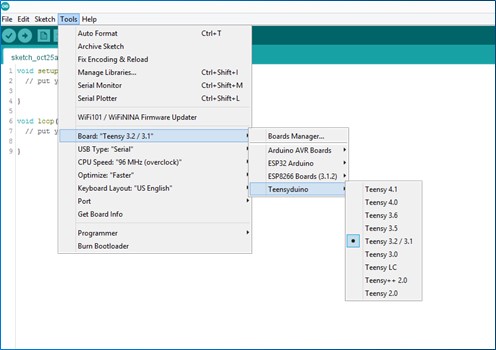 File Edit Sketch Tools Help
sketch_oct25a
1 void setup
2 // put y
3
4 }
5
6 void loop(
7 // put y
8
9 }
Auto Format Ctrl+T
Archive Sketch
Fix Encoding & Reload
Manage Libraries... Ctrl+Shift+I
Serial Monitor Ctrl+Shift+M
Serial Plotter Ctrl+Shift+L
WiFi101 / WiFiNINA Firmware Updater
Board: "Teensy 3.2 / 3.1"
USB Type: "Serial"
CPU Speed: "96 MHz (overclock)"
Optimize: "Faster"
Keyboard Layout: "US English"
Port
Get Board Info
Programmer
Burn Bootloader
Boards Manager...
Arduino AVR Boards
ESP32 Arduino
ESP8266 Boards (3.1.2)
Teensyduino
Teensy 4.1
Teensy 4.0
Teensy 3.6
Teensy 3.5
Teensy 3.2 / 3.1
Teensy 3.0
Teensy LC
Teensy++ 2.0
Teensy 2.0